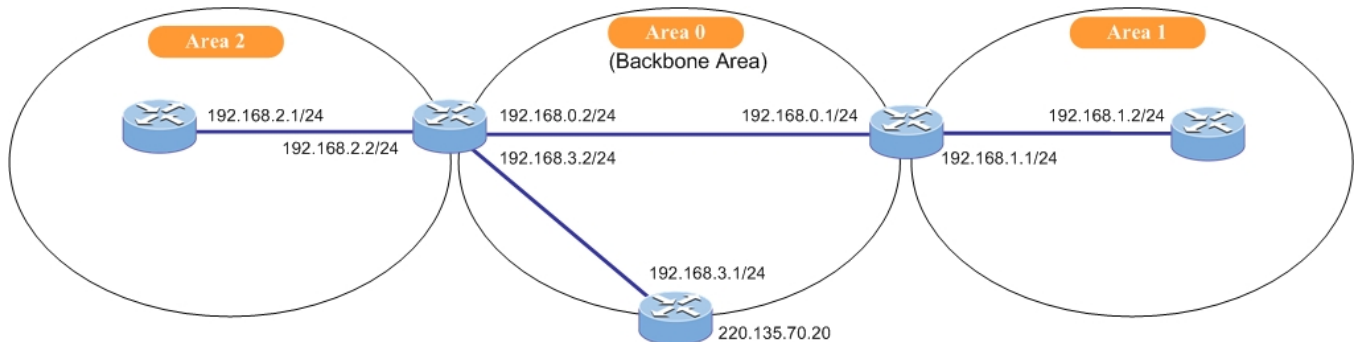 Area 2
Area 0
(Backbone Area)
Area 1
192.168.2.1/24
192.168.2.2/24
192.168.0.2/24
192.168.3.2/24
192.168.0.1/24
192.168.1.1/24
192.168.1.2/24
192.168.3.1/24
220.135.70.20